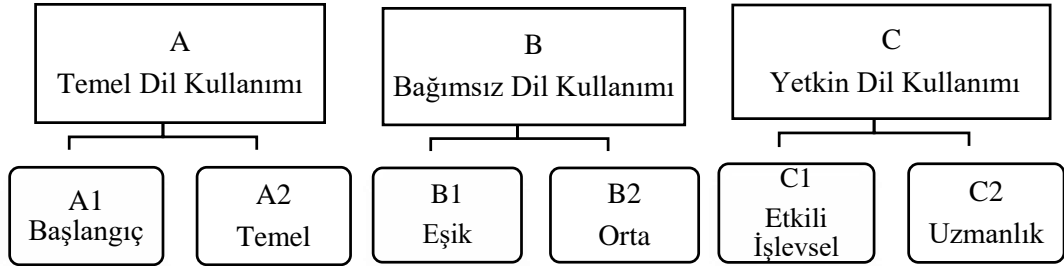 A
Temel Dil Kullanımı
B
Bağımsız Dil Kullanımı
C
Yetkin Dil Kullanımı
A1
Başlangıç
A2
Temel
B1
Eşik
B2
Orta
C1
Etkili
İşlevsel
C2
Uzmanlık